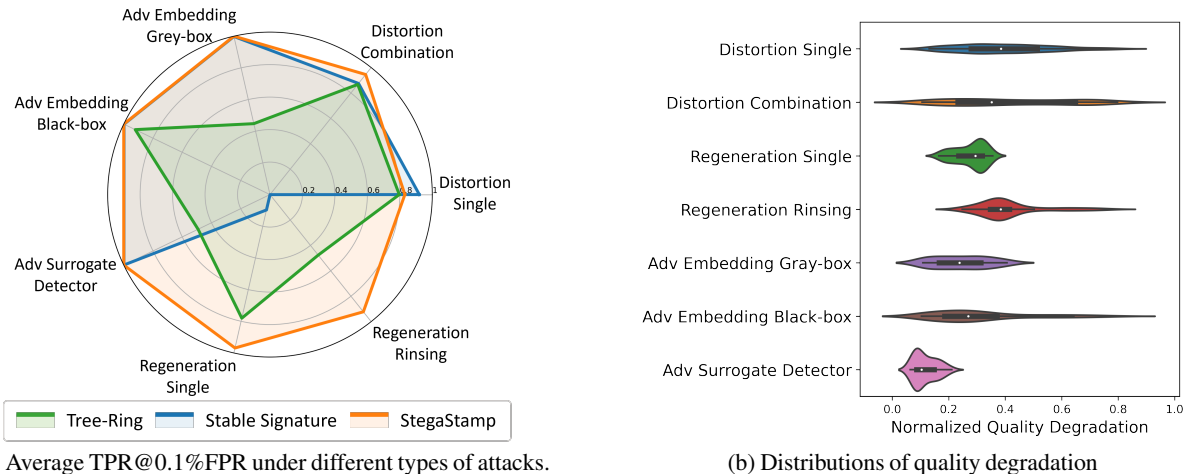 Adv Embedding
Grey-box
Distortion
Combination
Adv Embedding
Black-box
0.2 0.4 0.6 0.8 1
Distortion
Single
Adv Surrogate
Detector
Regeneration
Rinsing
Regeneration
Single
Tree-Ring Stable Signature StegaStamp
Average TPR@0.1%FPR under different types of attacks.
Distortion Single
Distortion Combination
Regeneration Single
Regeneration Rinsing
Adv Embedding Gray-box
Adv Embedding Black-box
Adv Surrogate Detector
0.0 0.2 0.4 0.6 0.8 1.0
Normalized Quality Degradation
(b) Distributions of quality degradation